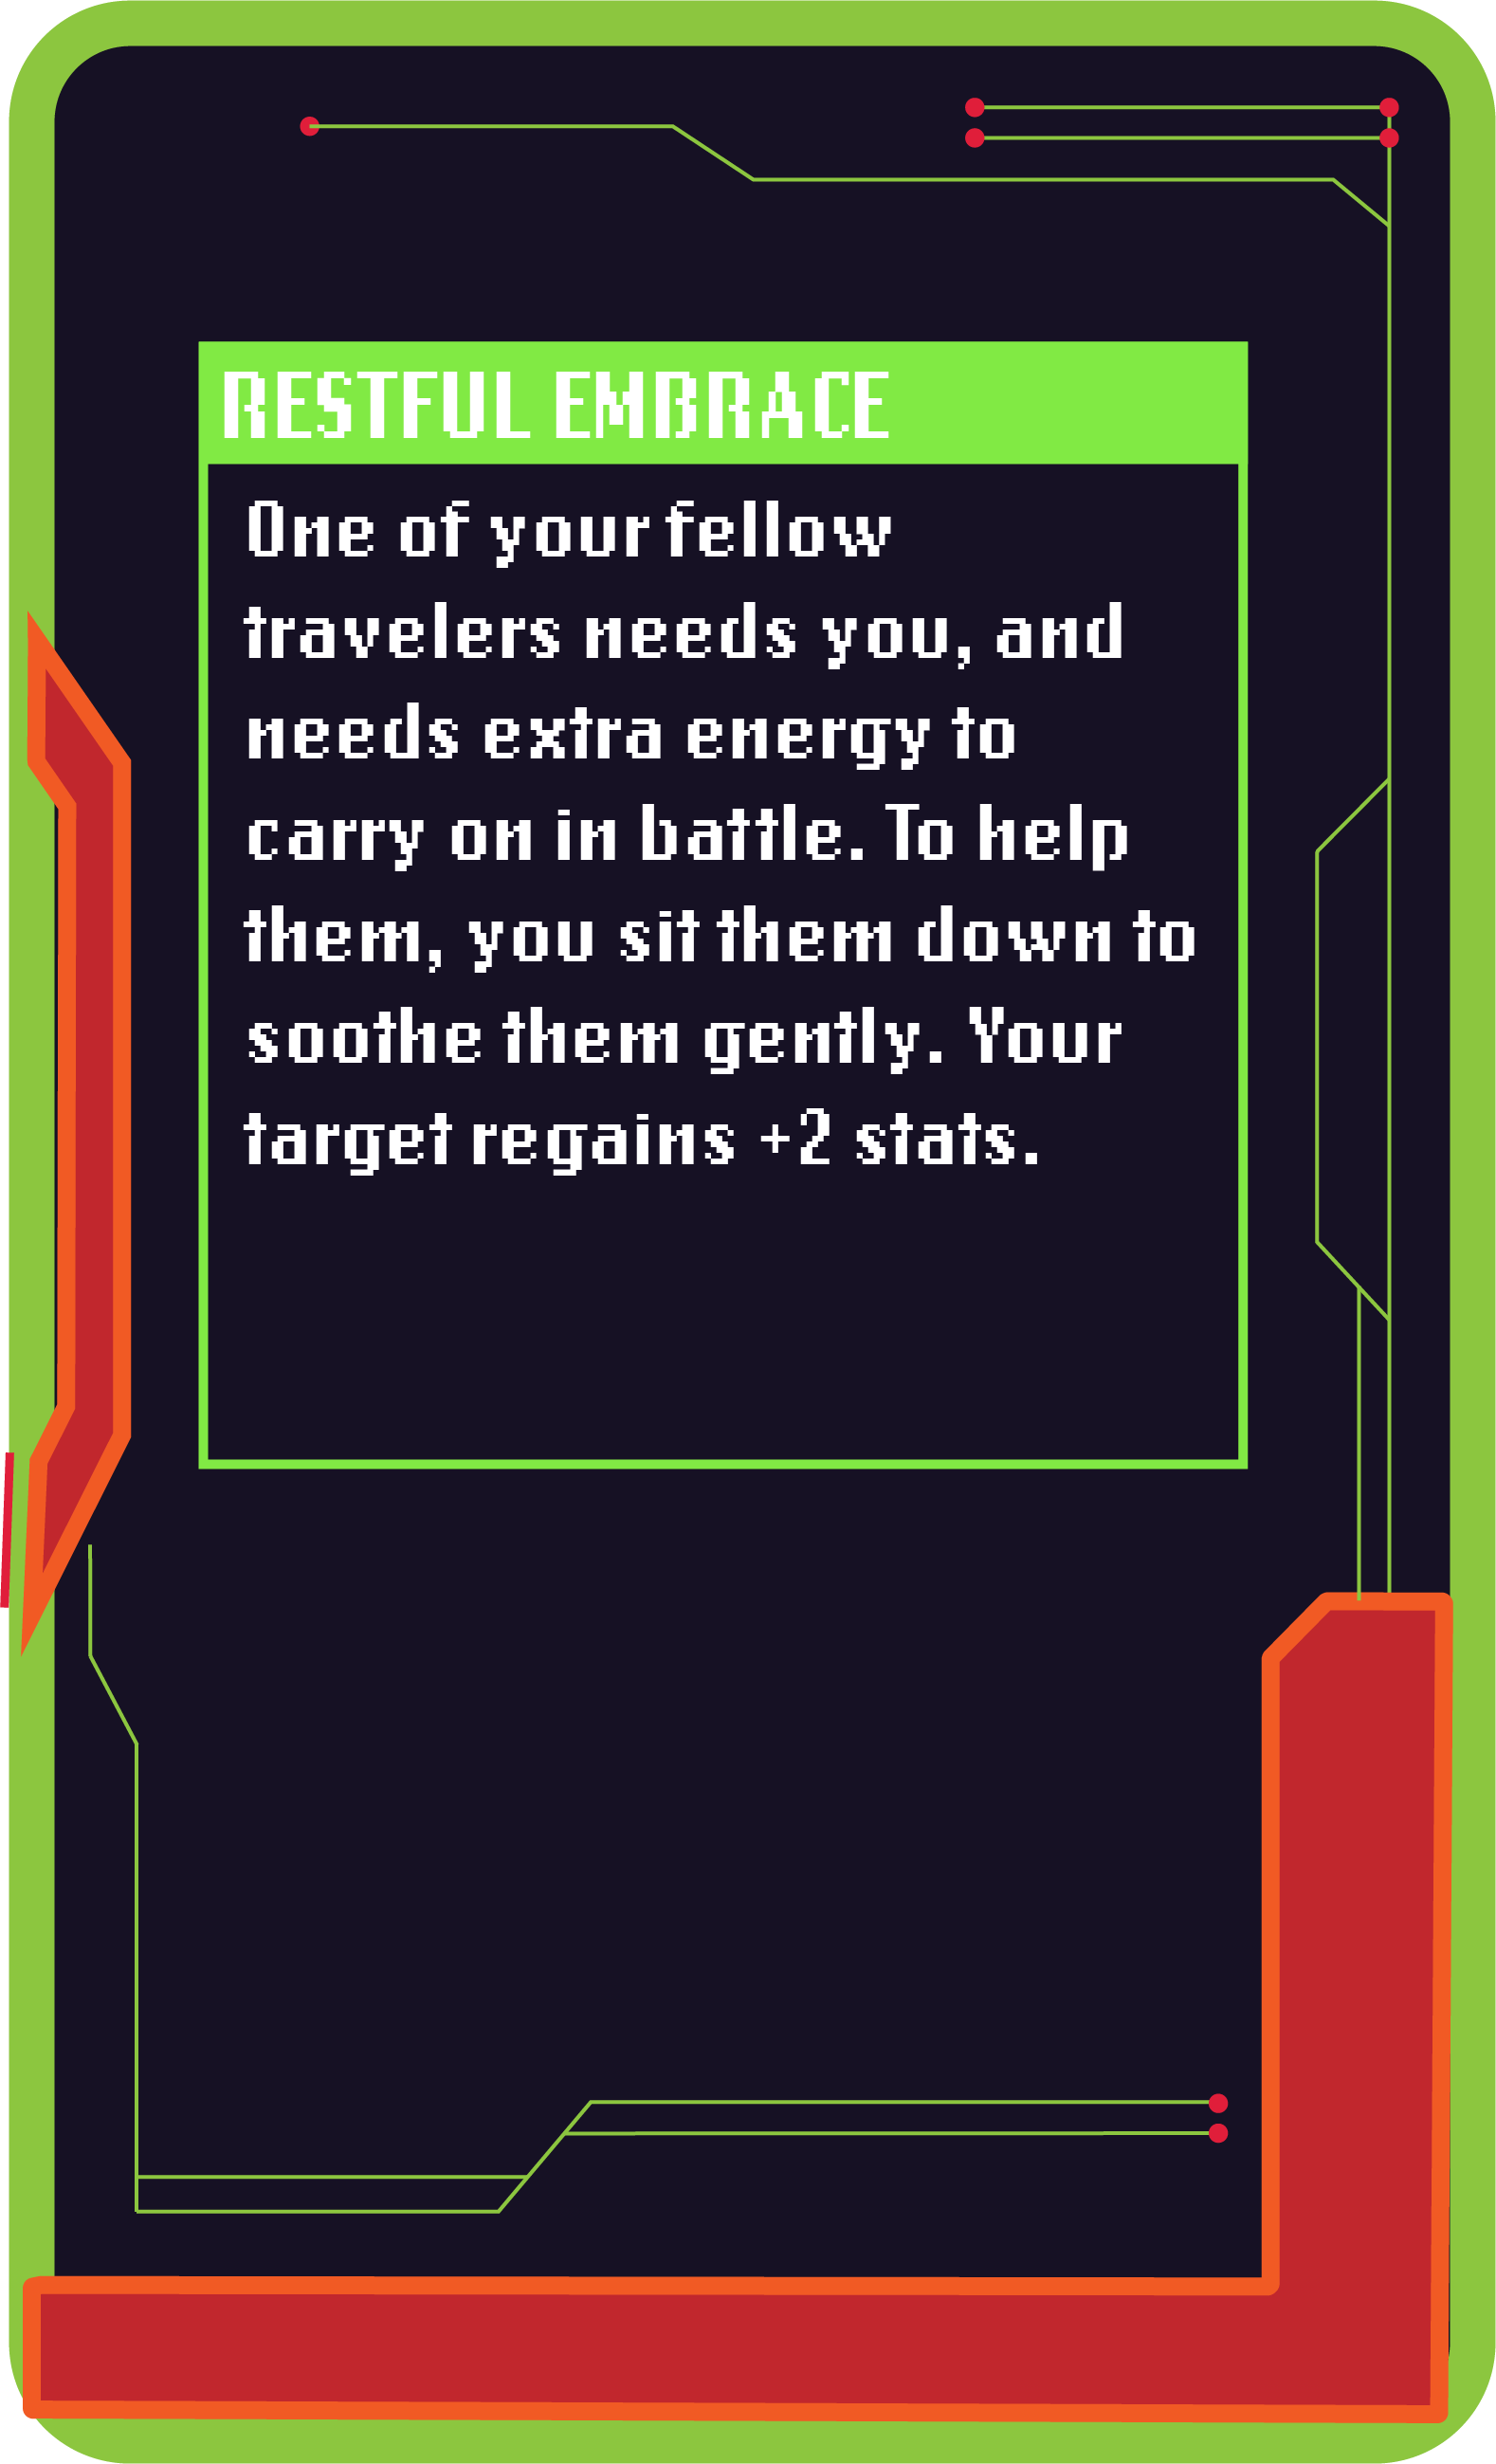 RESTFUL EMBRACE
One of your fellow
travelers needs you, and
needs extra energy to
carry on in battle. To help
them, you sit them down to
soothe them gently. Your
target regains +2 stats.